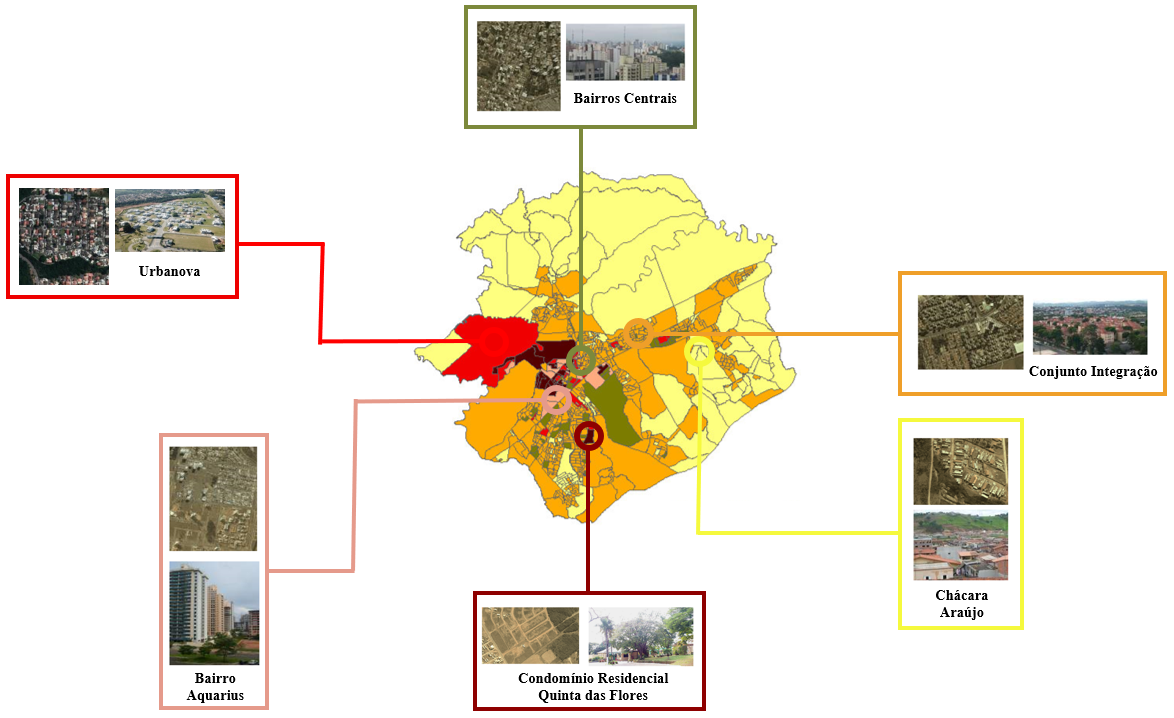 Bairros Centrais
Urbanova
Conjunto Integração
Chácara
Araújo
Bairro
Aquarius
Condomínio Residencial
Quinta das Flores